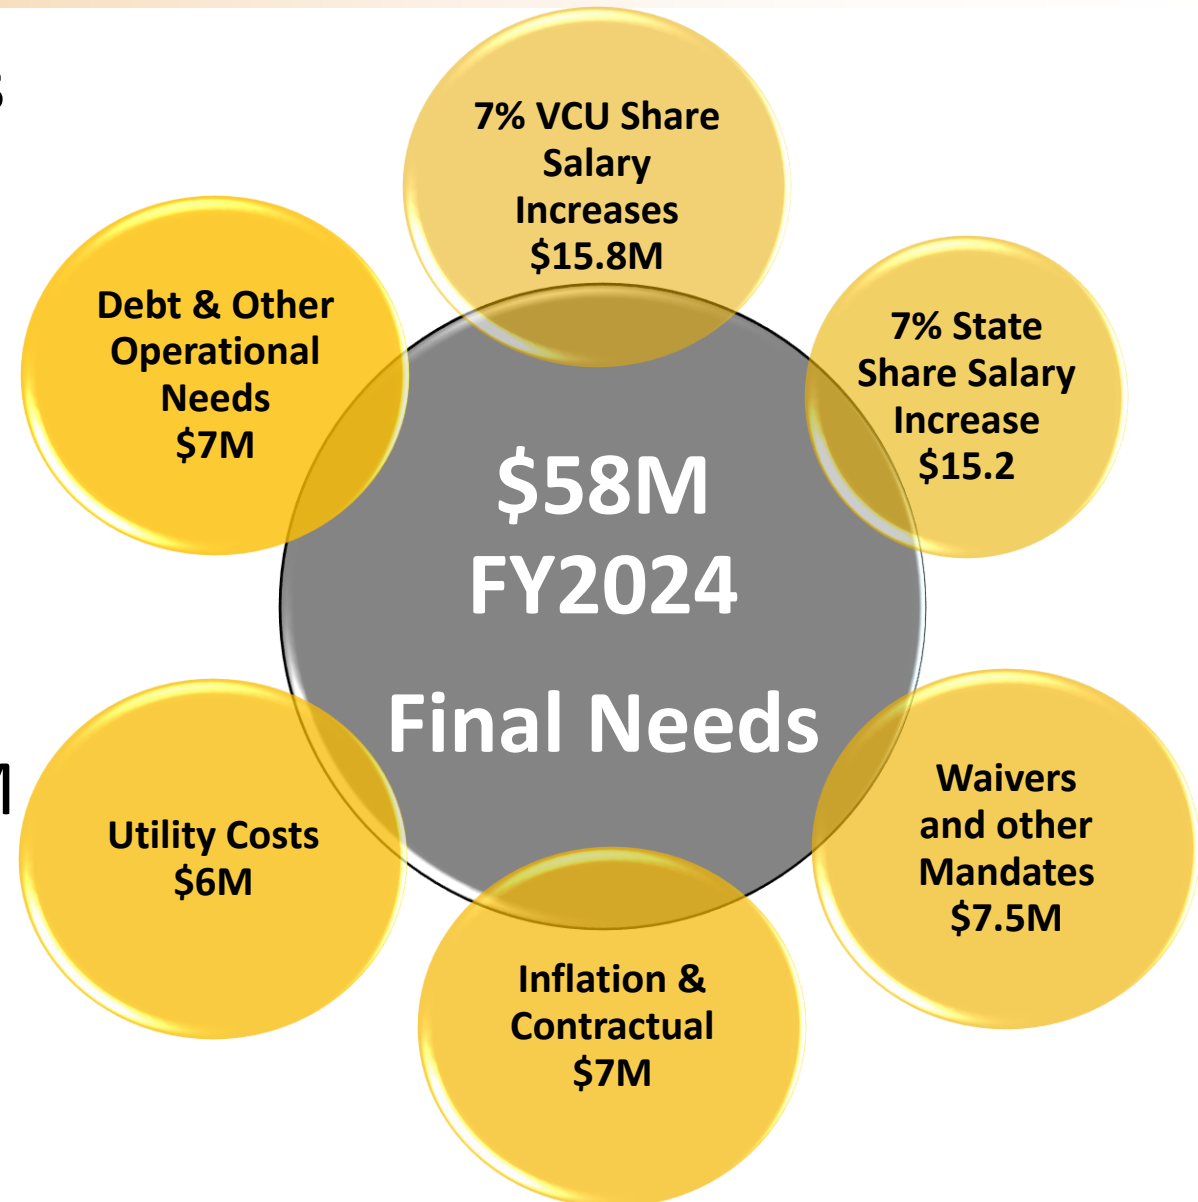 7% VCU Share
Salary
Increases
$15.8M
7% State
Share Salary
Increase
$15.2
Waivers
and other
Mandates
$7.5M
Inflation &
Contractual
$7M
Utility Costs
$6M
Debt & Other
Operational
Needs
$7M
$58M
FY2024
Final Needs